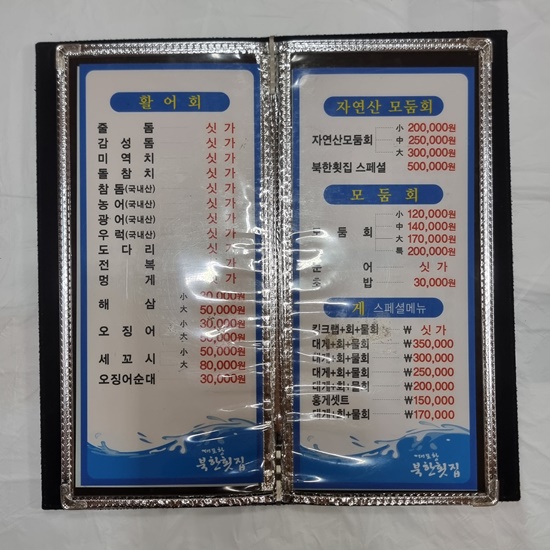 활 어 회
줄 돔 싯 가
감 성 돔 싯 가
미 역 치 싯 가
돌 참 치 싯 가
참 돔(국내산) 싯 가
농 어(국내산) 싯 가
광 어(국내산) 싯 가
우 럭(국내산) 싯 가
도 다 리 싯 가
전 복 싯 가
멍 게 싯 가
해 삼 小 30,000원
大 50,000원
오 징 어 小 30,000원
大 50,000원
세 꼬 시 小 50,000원
大 80,000원
오징어순대 30,000원
북한횟집
자연산 모둠회
자연산모둠회 小 200,000원
中 250,000원
大 300,000원
북한횟집 스페셜 500,000원
모 둠 회
모 둠 회 小 120,000원
中 140,000원
大 170,000원
특 200,000원
어 싯 가
밥 30,000원
게 스페셜메뉴
킹크랩+회+물회 ₩ 싯 가
대게+회+물회 ₩350,000
대게+회+물회 ₩300,000
대게+회+물회 ₩250,000
대게+회+물회 ₩200,000
홍게셋트 ₩150,000
대게+회+물회 ₩170,000
북한횟집